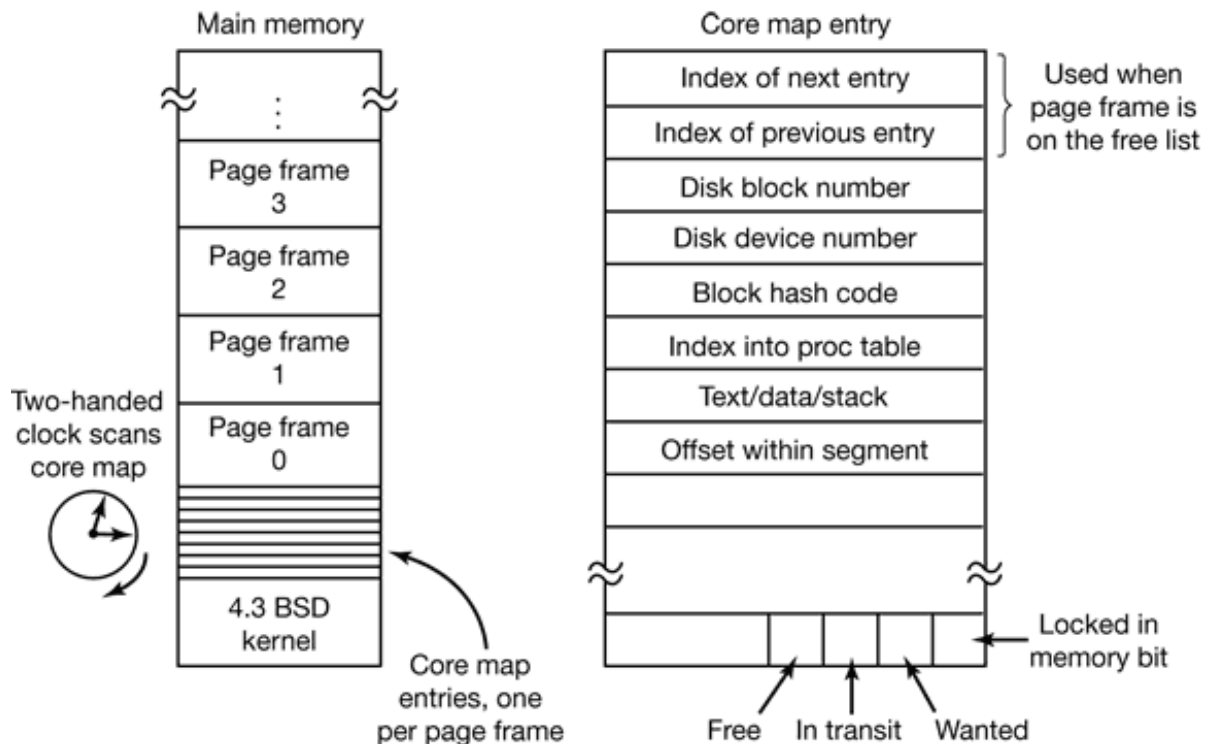 Main memory
Page frame
3
Page frame
2
Page frame
1
Page frame
0
4.3 BSD
kernel
Two-handed
clock scans
core map
Core map
entries, one
per page frame
Core map entry
Index of next entry
Index of previous entry
Disk block number
Disk device number
Block hash code
Index into proc table
Text/data/stack
Offset within segment
Used when
page frame is
on the free list
Locked in
memory bit
Free
In transit
Wanted